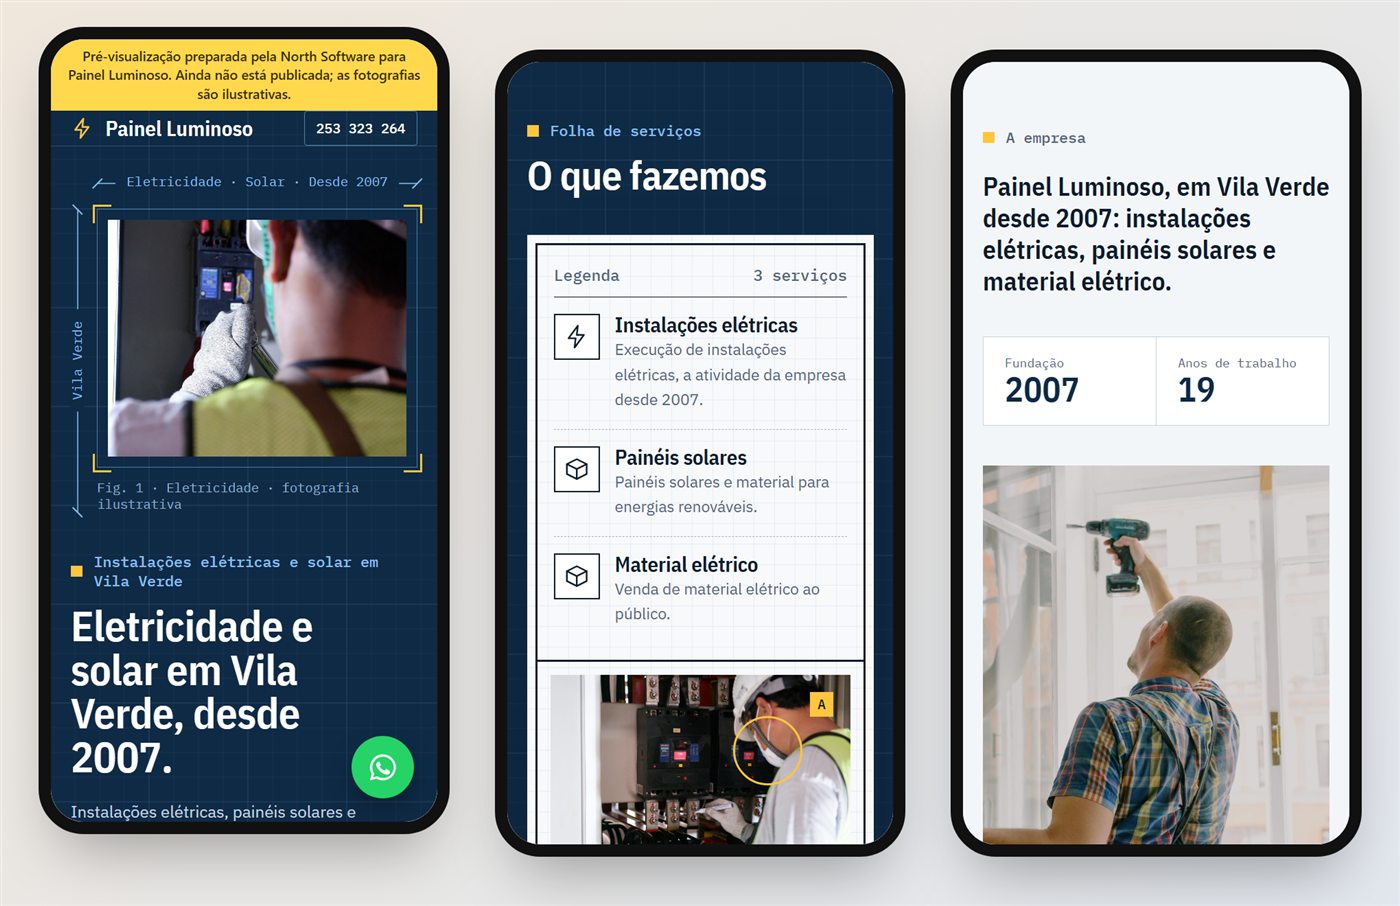 Pré-visualização preparada pela North Software para
Painel Luminoso. Ainda não está publicada; as fotografias
são ilustrativas.
Painel Luminoso
253 323 264
Eletricidade · Solar · Desde 2007
Vila Verde
Fig. 1 · Eletricidade · fotografia
ilustrativa
Instalações elétricas e solar em
Vila Verde
Eletricidade e
solar em Vila
Verde, desde
2007.
Instalações elétricas, painéis solares e
Folha de serviços
O que fazemos
Legenda
3 serviços
Instalações elétricas
Execução de instalações
elétricas, a atividade da empresa
desde 2007.
Painéis solares
Painéis solares e material para
energias renováveis.
Material elétrico
Venda de material elétrico ao
público.
A
A empresa
Painel Luminoso, em Vila Verde
desde 2007: instalações
elétricas, painéis solares e
material elétrico.
Fundação
2007
Anos de trabalho
19